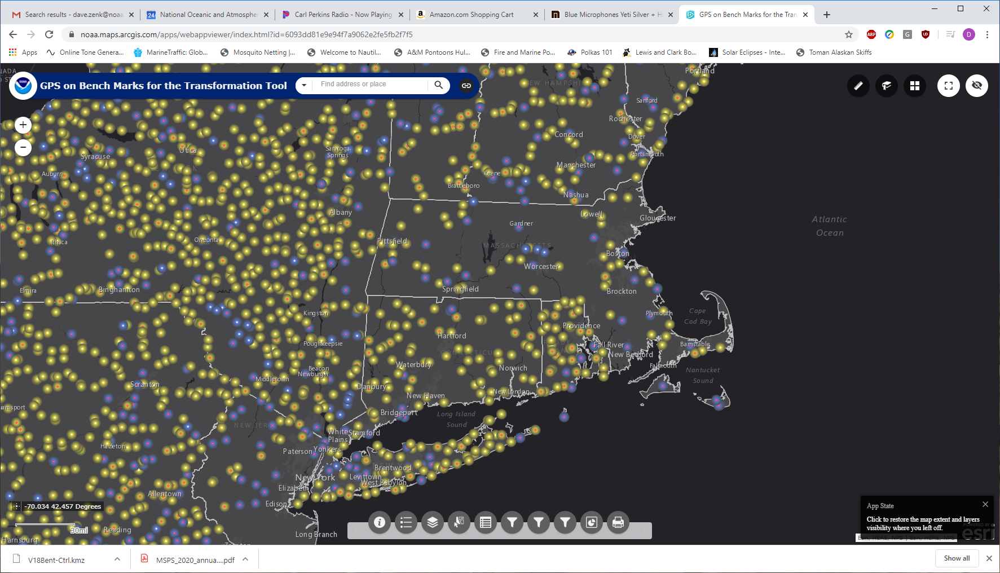 Search results - dave.zenk@noaa
National Oceanic and Atmospher
Carl Perkins Radio - Now Playing
Amazon.com Shopping Cart
Blue Microphones Yeti Silver + H
GPS on Bench Marks for the Tran
noaa.maps.arcgis.com/apps/webappviewer/index.html?id=6093dd81e9e94f7a9062e2fe5fb2f7f5
Apps
Online Tone Genera...
MarineTraffic: Glob...
Mosquito Netting |...
Welcome to Nautil...
A&M Pontoons Hul...
Fire and Marine Po...
Polkas 101
Lewis and Clark Bo...
Solar Eclipses - Inte...
Toman Alaskan Skiffs
GPS on Bench Marks for the Transformation Tool
Find address or place
Portland
Sanford
Rochester
Concord
Dover
Portsmouth
Manchester
Keene
Nashua
Brattleboro
Saratoga
Springs
Utica
Syracuse
Auburn
Albany
Lowell
Gloucester
Gardner
Atlantic
Ocean
Ithaca
Oneonta
Pittsfield
MASSACHUSETTS
Boston
Worcester
Elmira
Binghamton
Springfield
Brockton
Kingston
Plymouth
Cape
Cod Bay
Providence
Hartford
Poughkeepsie
Fall River
Barnstable
New Bedford
Waterbury
Norwich
Falmouth
Beacon
Newburgh
Middletown
Nantucket
Sound
Scranton
Danbury
New Haven
New London
amsport
Bridgeport
Long Island
Sound
NEW JER
White
Plains
Stamford
Hazleton
Paterson
Yonkers
Brentwood
New York
Levittown
West Babylon
Elizabeth
Allentown
Edison
-70.034 42.457 Degrees
30mi
Reading
Long Branch
Harrisburg
Trenton
App State
Click to restore the map extent and layers
visibility where you left off.
POWERED BY
esri
V18Bent-Ctrl.kmz
MSPS_2020_annua....pdf
Show all